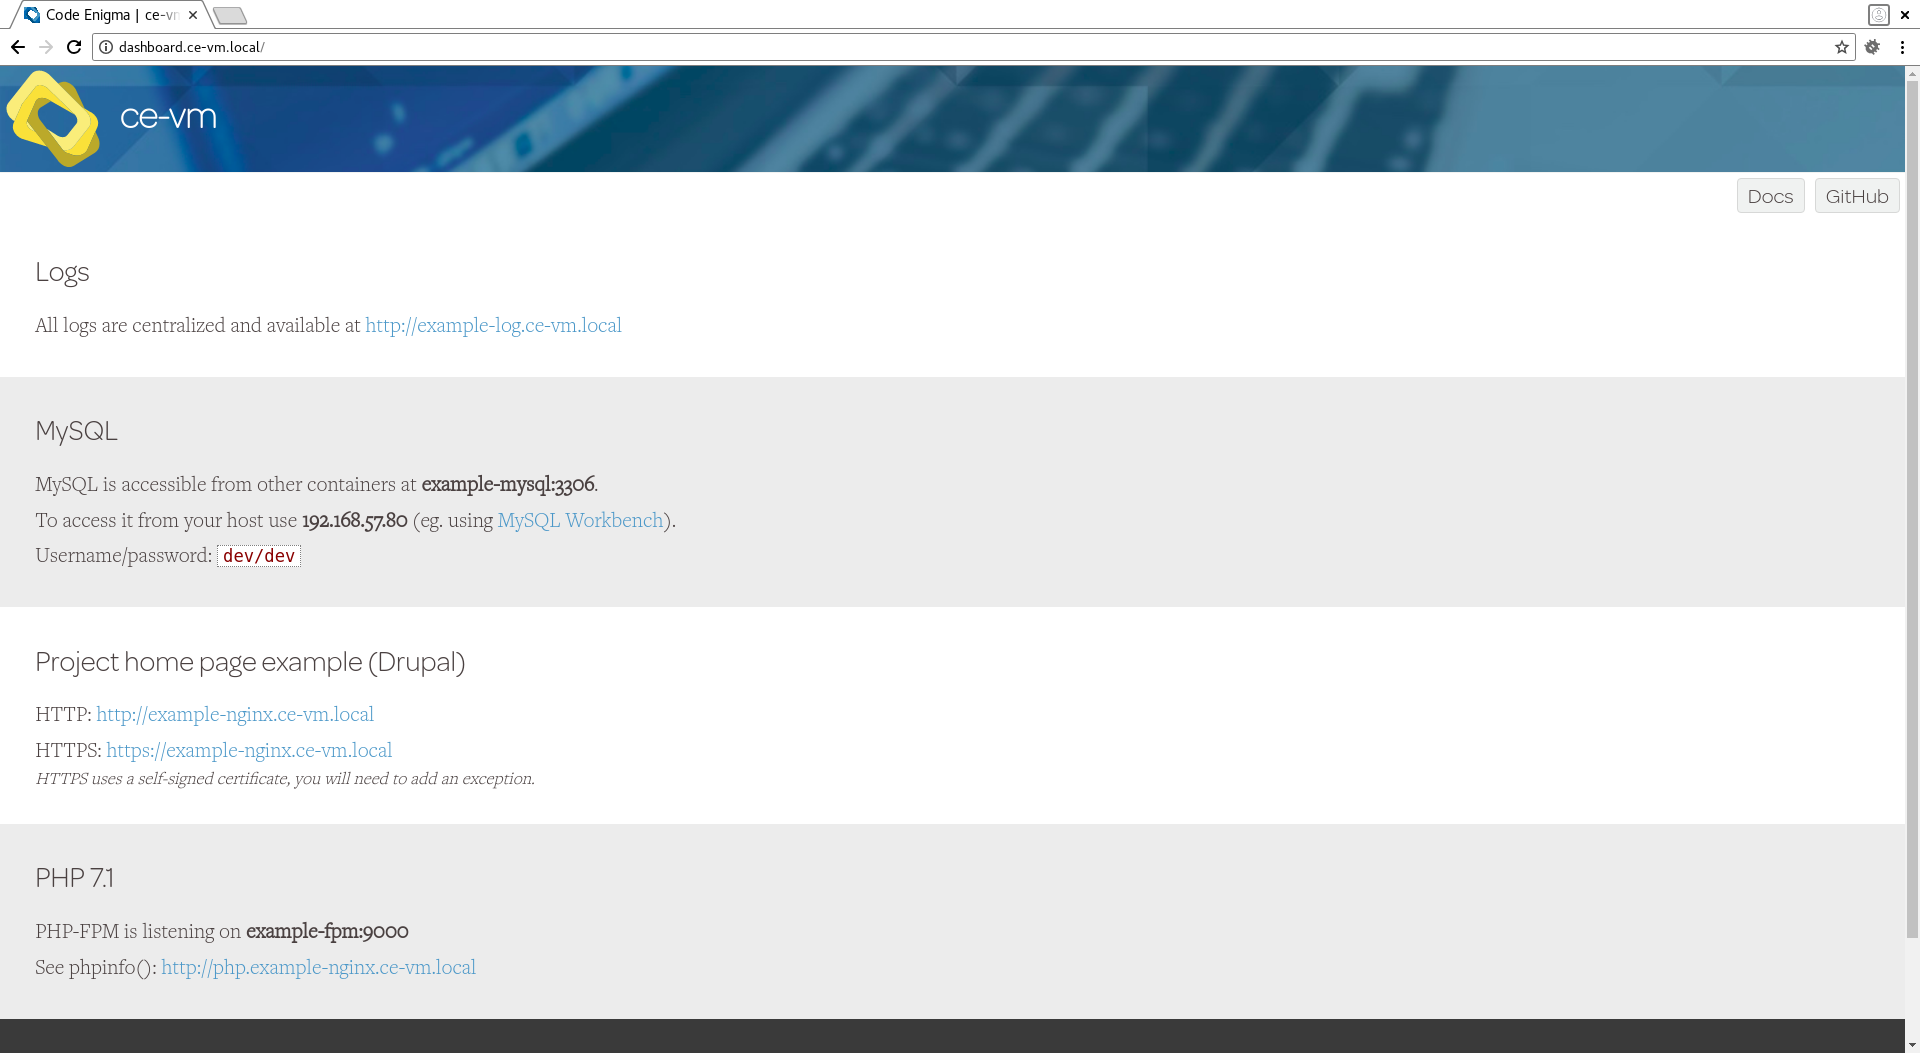 Code Enigma | ce-vm
dashboard.ce-vm.local/
ce-vm
Docs GitHub
Logs
All logs are centralized and available at http://example-log.ce-vm.local
MySQL
MySQL is accessible from other containers at example-mysql:3306.
To access it from your host use 192.168.57.80 (eg. using MySQL Workbench).
Username/password: dev/dev
Project home page example (Drupal)
HTTP: http://example-nginx.ce-vm.local
HTTPS: https://example-nginx.ce-vm.local
HTTPS uses a self-signed certificate, you will need to add an exception.
PHP 7.1
PHP-FPM is listening on example-fpm:9000
See phpinfo(): http://php.example-nginx.ce-vm.local